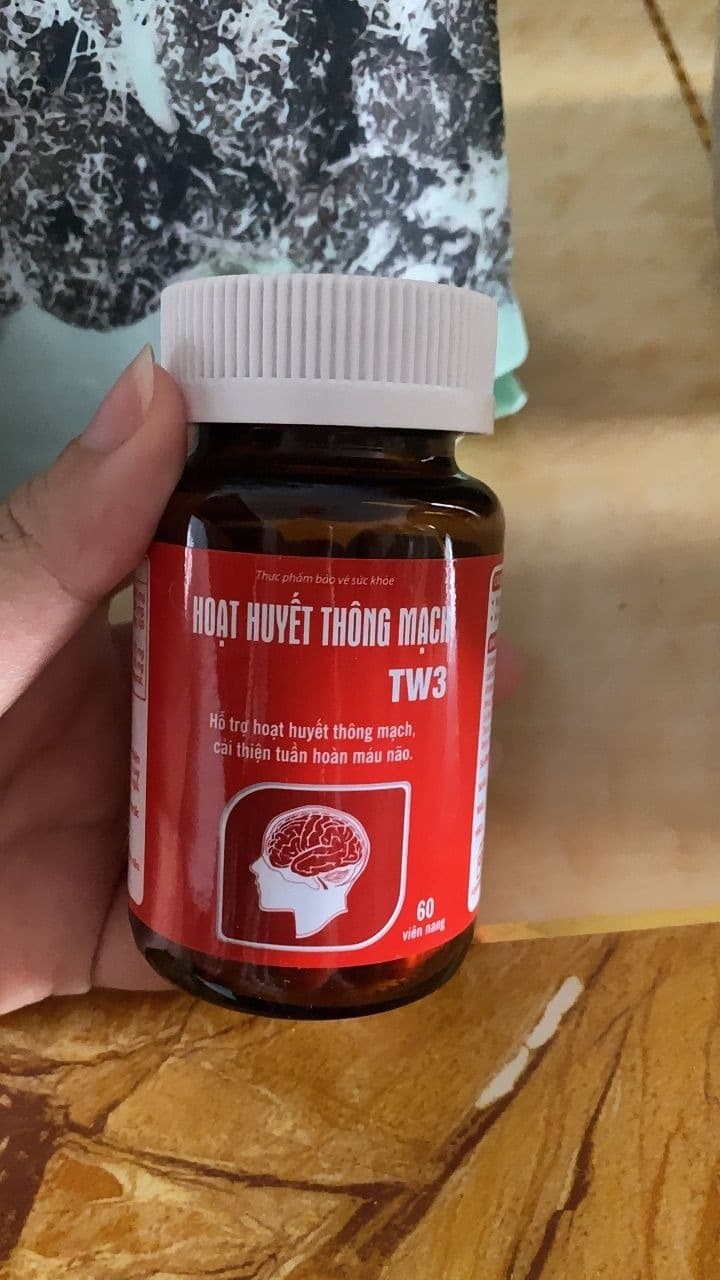 Thực phẩm bảo vệ sức khỏe
HOẠT HUYẾT THÔNG MẠCH
TW3
Hỗ trợ hoạt huyết thông mạch,
cải thiện tuần hoàn máu não.
60
viên nang